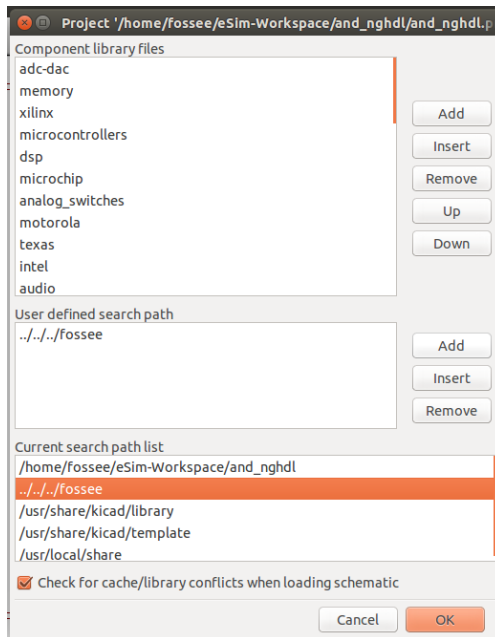 Project '/home/fossee/eSim-Workspace/and_nghdl/and_nghdl.p
Component library files
adc-dac
memory
xilinx
microcontrollers
dsp
microchip
analog_switches
motorola
texas
intel
audio
Add
Insert
Remove
Up
Down
User defined search path
../../../fossee
Add
Insert
Remove
Current search path list
/home/fossee/eSim-Workspace/and_nghdl
../../../fossee
/usr/share/kicad/library
/usr/share/kicad/template
/usr/local/share
Check for cache/library conflicts when loading schematic
Cancel
OK